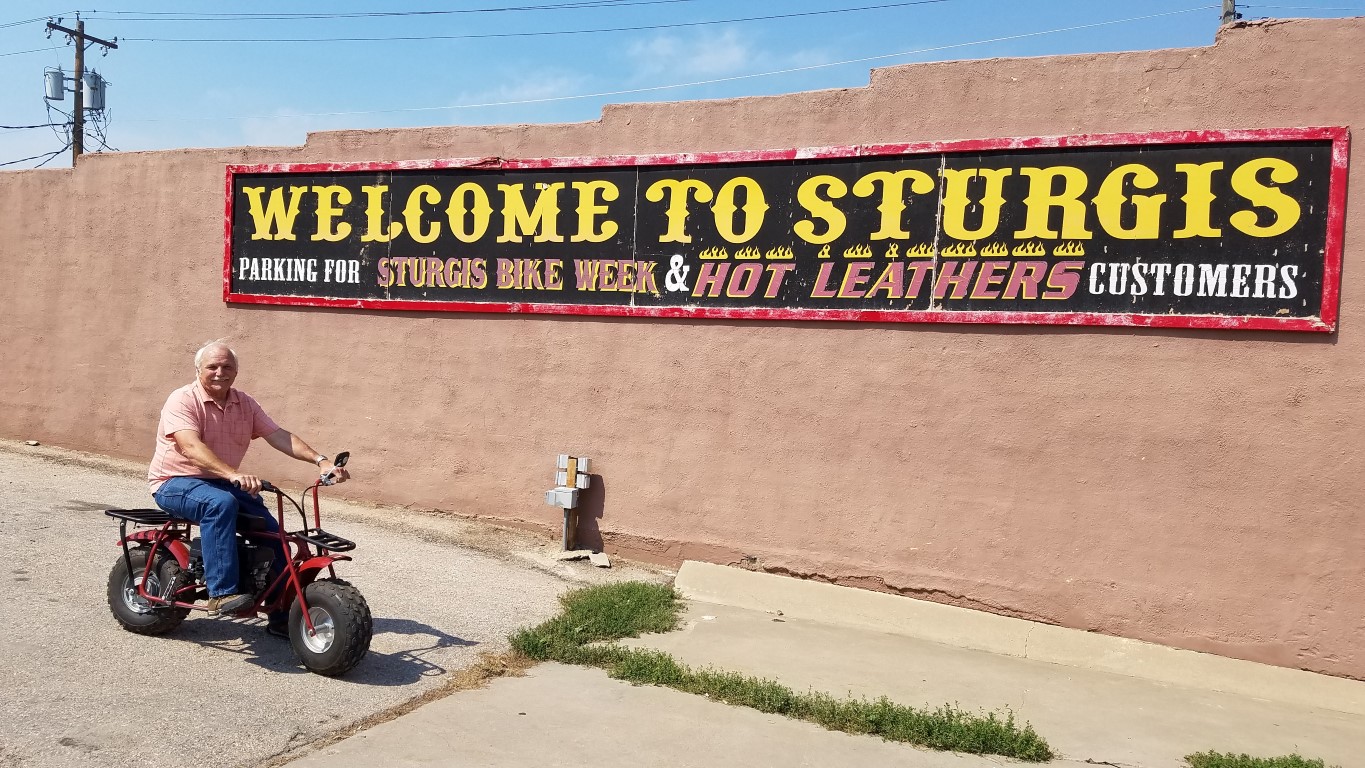 WELCOME TO STURGIS
PARKING FOR STURGIS BIKE WEEK & HOT LEATHERS CUSTOMERS